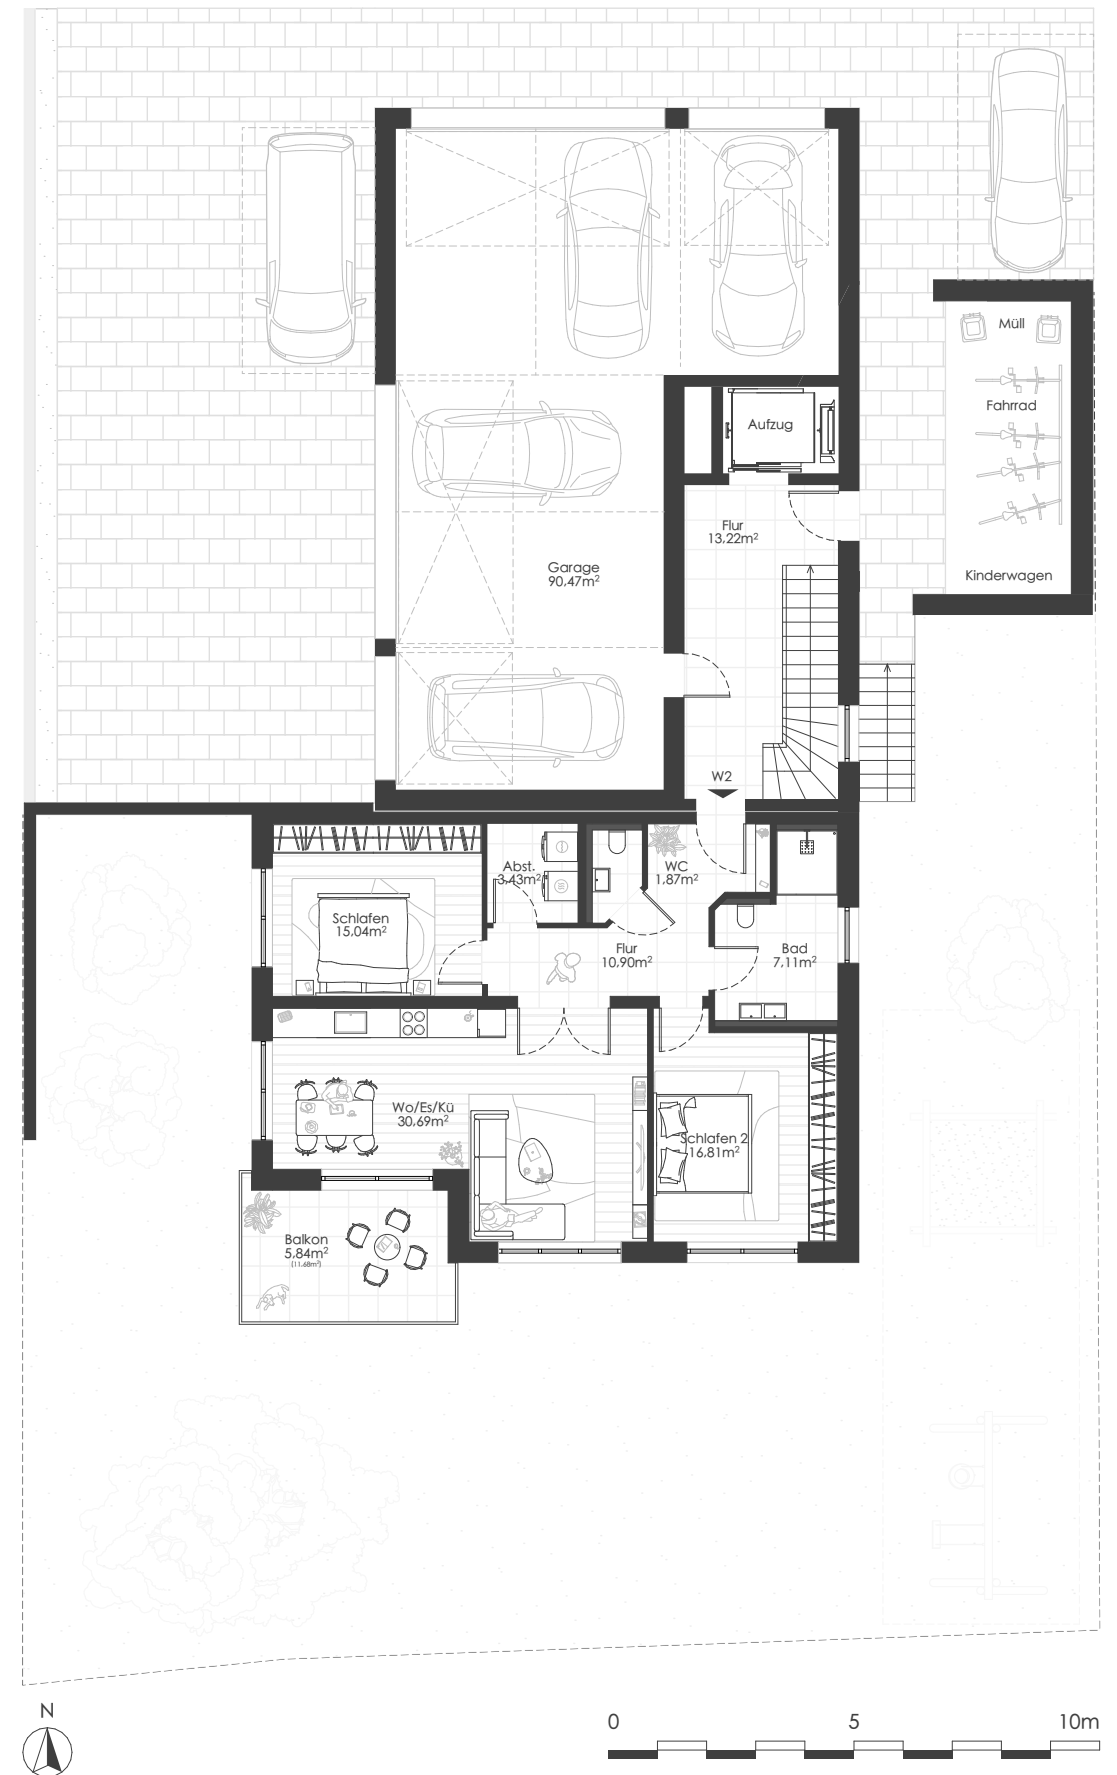 Müll
Fahrrad
Aufzug
Flur
13,22m²
Garage
90,47m²
Kinderwagen
W2
Abst.
3,43m²
WC
1,87m²
Schlafen
15,04m²
Flur
10,90m²
Bad
7,11m²
Wo/Es/Kü
30,69m²
Schlafen 2
16,81m²
Balkon
5,84m²
(11.68m²)
N
0 5 10m